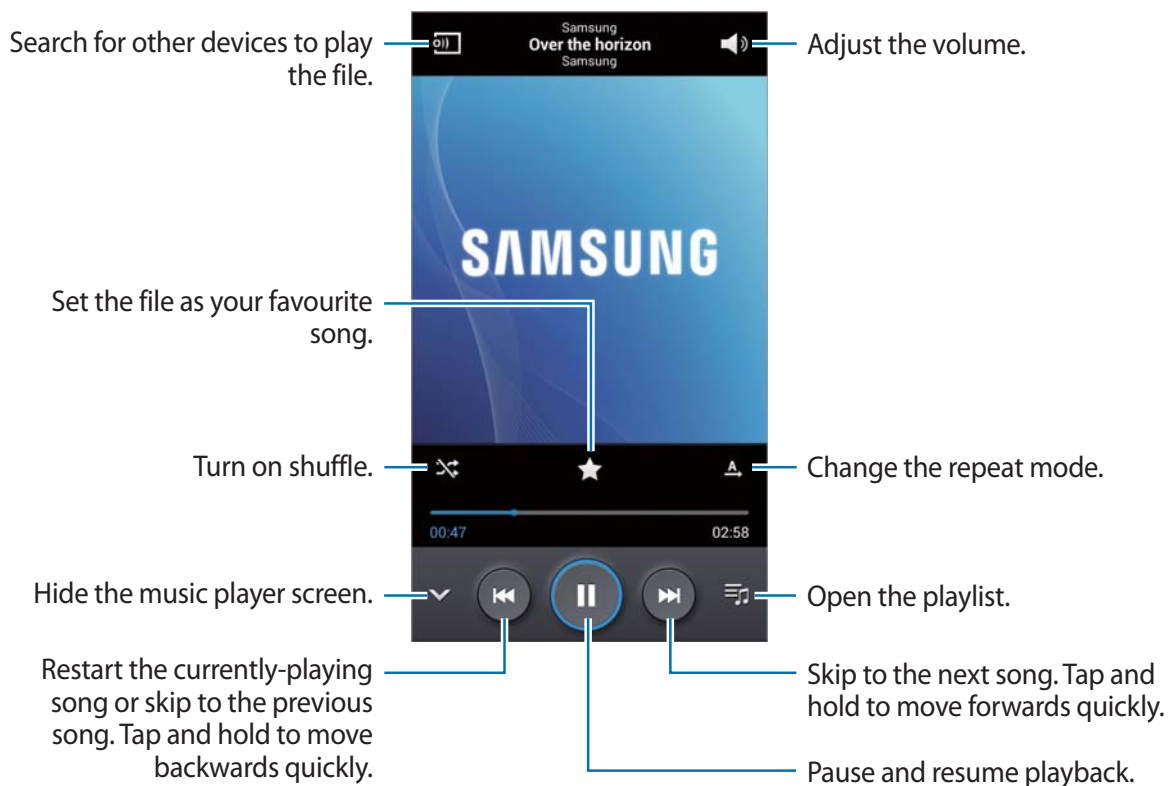 Samsung
Over the horizon
Samsung
Search for other devices to play
the file.
Adjust the volume.
SAMSUNG
Set the file as your favourite
song.
Turn on shuffle.
A
Change the repeat mode.
00:47
02:58
Hide the music player screen.
Open the playlist.
Restart the currently-playing
song or skip to the previous
song. Tap and hold to move
backwards quickly.
Skip to the next song. Tap and
hold to move forwards quickly.
Pause and resume playback.